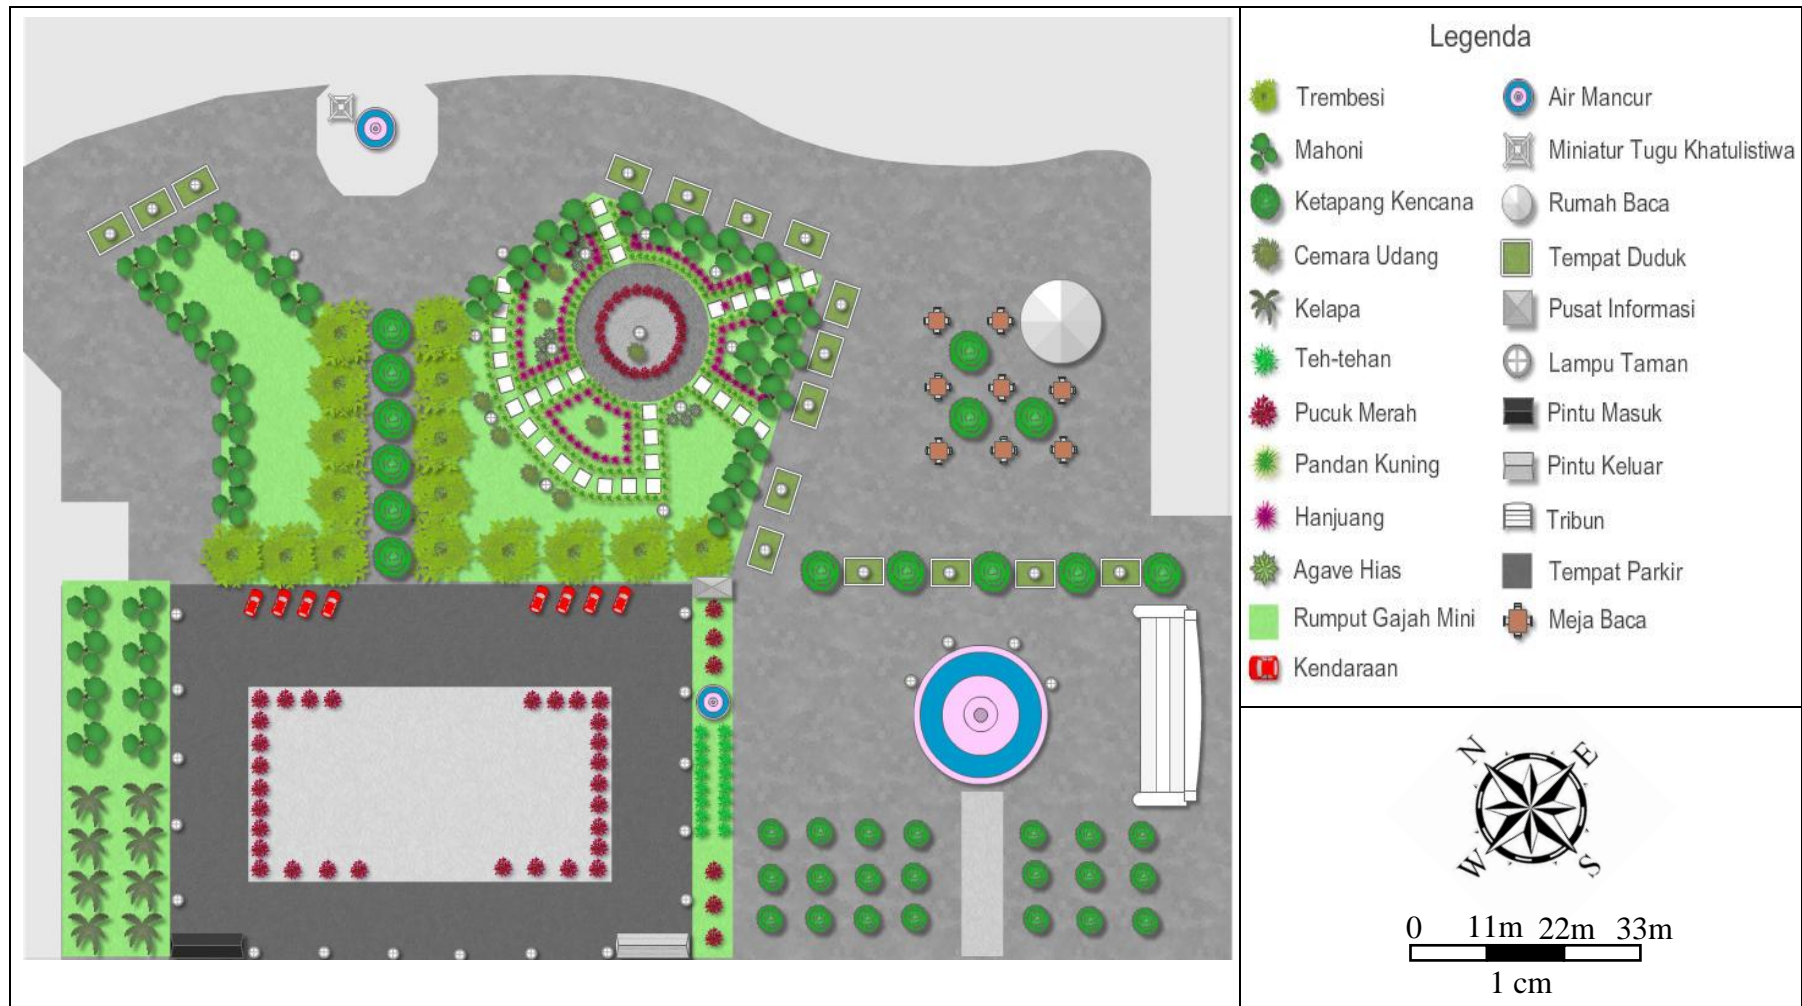 Legenda
Trembesi
Mahoni
Ketapang Kencana
Cemara Udang
Kelapa
Teh-tehan
Pucuk Merah
Pandan Kuning
Hanjuang
Agave Hias
Rumput Gajah Mini
Kendaraan
Air Mancur
Miniatur Tugu Khatulistiwa
Rumah Baca
Tempat Duduk
Pusat Informasi
Lampu Taman
Pintu Masuk
Pintu Keluar
Tribun
Tempat Parkir
Meja Baca
N E
W S
0 11m 22m 33m
1 cm